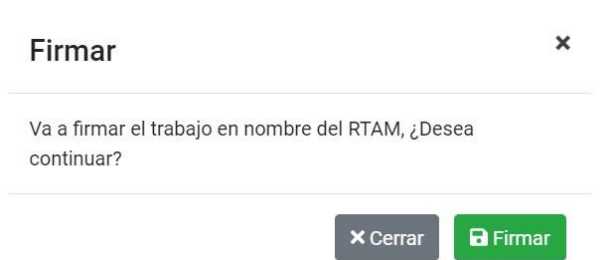 Firmar
Va a firmar el trabajo en nombre del RTAM, ¿Desea
continuar?
Cerrar
Firmar